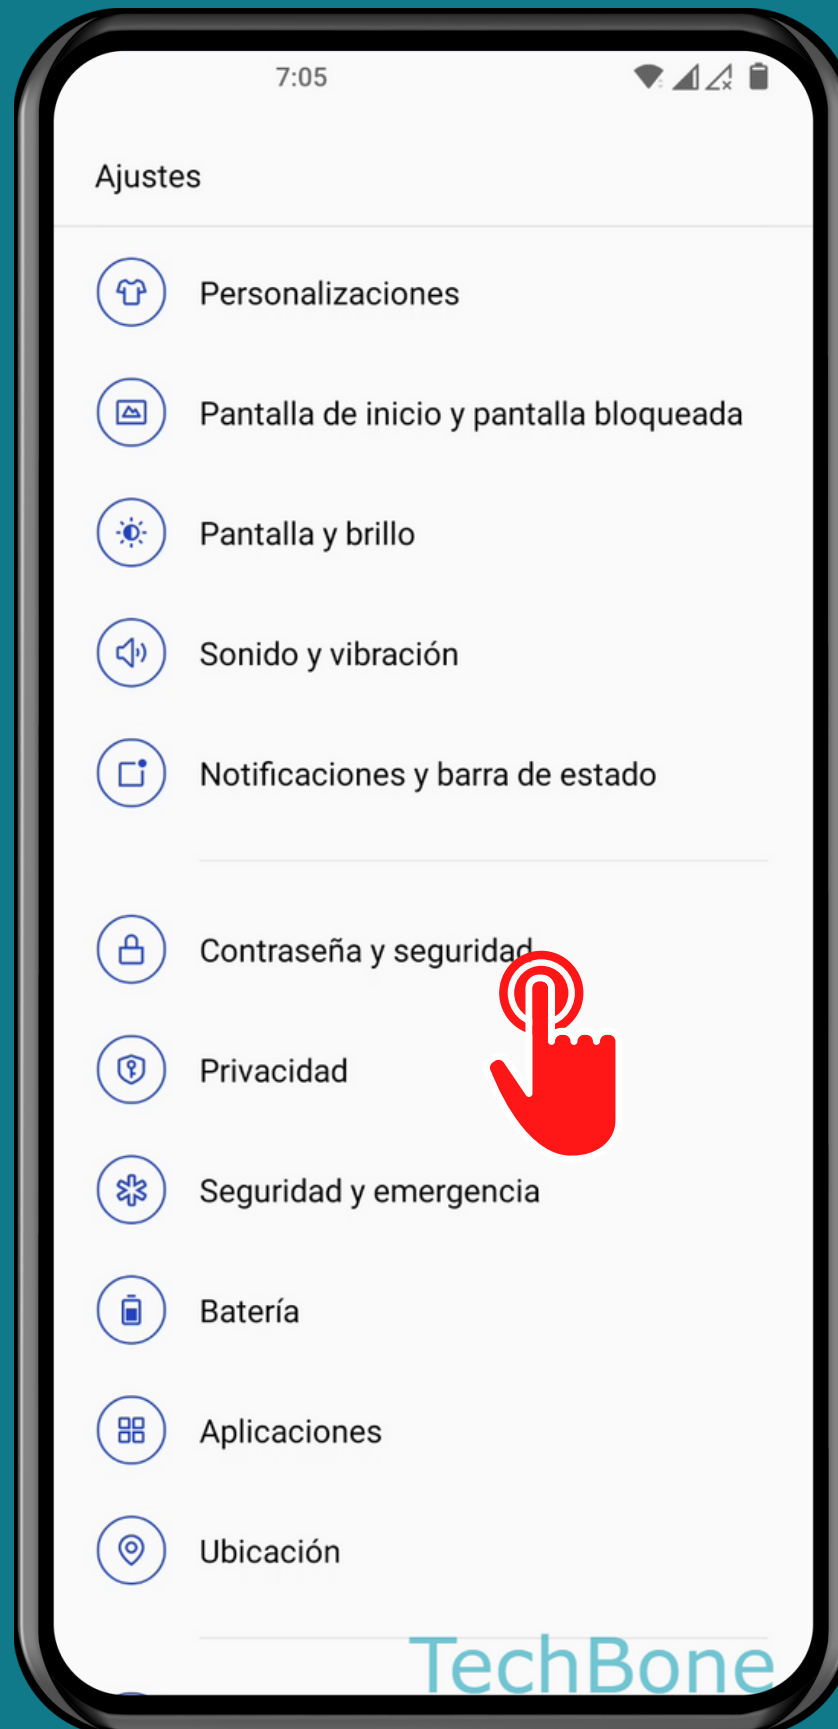 7:05
Ajustes
Personalizaciones
Pantalla de inicio y pantalla bloqueada
Pantalla y brillo
Sonido y vibración
Notificaciones y barra de estado
Contraseña y seguridad
Privacidad
Seguridad y emergencia
Batería
Aplicaciones
Ubicación
TechBone